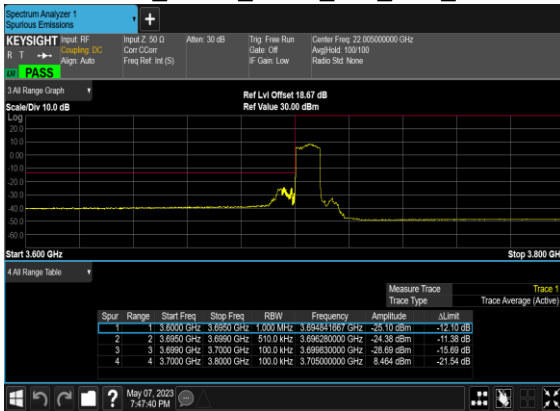 Spectrum Analyzer 1
Spurious Emissions
KEYSIGHT Input: RF Input Z: 50 Ω Atten: 30 dB Trig: Free Run Center Freq: 22.005000000 GHz
R T Coupling: DC Corr CCorr Gate: Off Avg|Hold: 100/100
Align: Auto Freq Ref: Int (S) IF Gain: Low Radio Std: None
LNI PASS
3 All Range Graph
Ref Lvl Offset 18.67 dB
Scale/Div 10.0 dB Ref Value 30.00 dBm
Log
20.0
10.0
0.00
-10.0
-20.0
-30.0
-40.0
-50.0
-60.0
Start 3.600 GHz Stop 3.800 GH
4 All Range Table
Measure Trace Trace 1
Trace Type Trace Average (Active)
Spur Range Start Freq Stop Freq RBW Frequency Amplitude ΔLimit
1 1 3.6000 GHz 3.6950 GHz 1.000 MHz 3.694841667 GHz -25.10 dBm -12.10 dB
2 2 3.6950 GHz 3.6990 GHz 510.0 kHz 3.696280000 GHz -24.38 dBm -11.38 dB
3 3 3.6990 GHz 3.7000 GHz 100.0 kHz 3.699830000 GHz -28.69 dBm -15.69 dB
4 4 3.7000 GHz 3.8000 GHz 100.0 kHz 3.705000000 GHz 8.464 dBm -21.54 dB
? May 07, 2023
7:47:40 PM